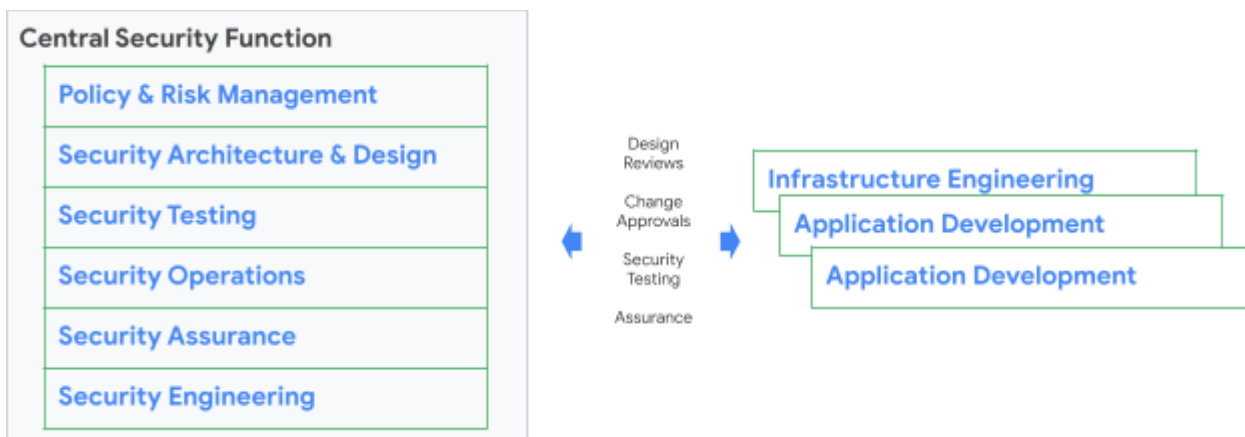 Central Security Function
Policy & Risk Management
Security Architecture & Design
Security Testing
Security Operations
Security Assurance
Security Engineering
Design
Reviews
Change
Approvals
Security
Testing
Assurance
Infrastructure Engineering
Application Development
Application Development